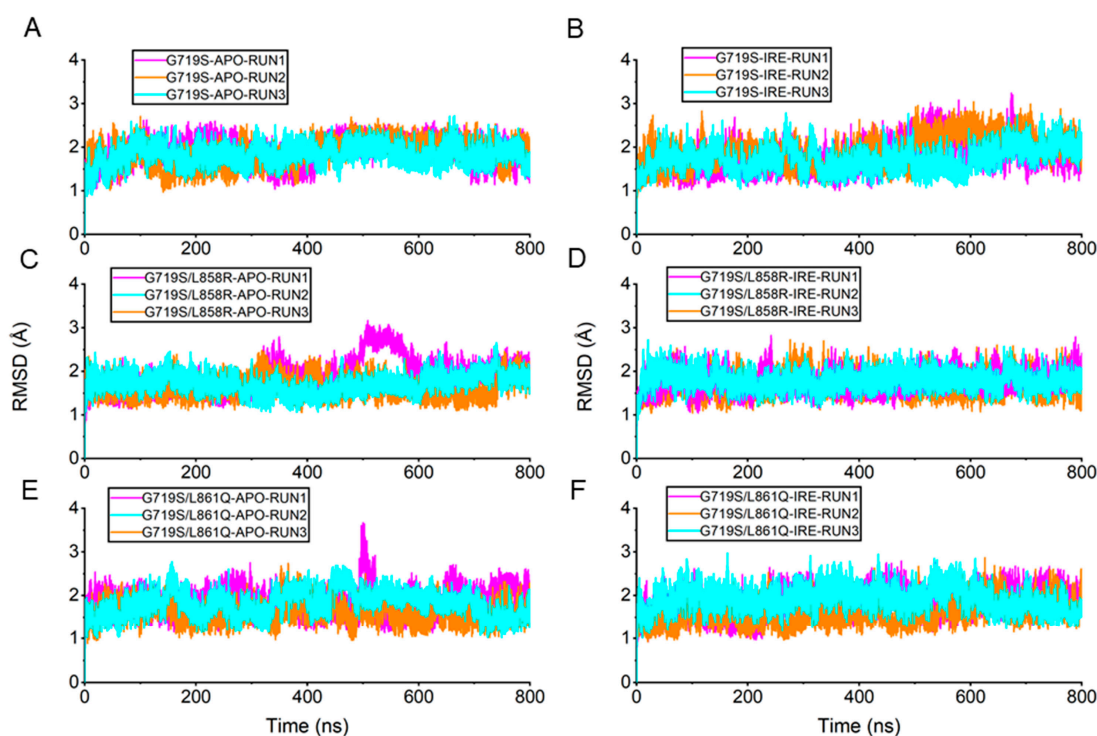 A
G719S-APO-RUN1
G719S-APO-RUN2
G719S-APO-RUN3
4
3
2
1
0
0 200 400 600 800
B
G719S-IRE-RUN1
G719S-IRE-RUN2
G719S-IRE-RUN3
4
3
2
1
0
0 200 400 600 800
C
G719S/L858R-APO-RUN1
G719S/L858R-APO-RUN2
G719S/L858R-APO-RUN3
RMSD (Å)
4
3
2
1
0
0 200 400 600 800
D
G719S/L858R-IRE-RUN1
G719S/L858R-IRE-RUN2
G719S/L858R-IRE-RUN3
RMSD (Å)
4
3
2
1
0
0 200 400 600 800
E
G719S/L861Q-APO-RUN1
G719S/L861Q-APO-RUN2
G719S/L861Q-APO-RUN3
4
3
2
1
0
0 200 400 600 800
Time (ns)
F
G719S/L861Q-IRE-RUN1
G719S/L861Q-IRE-RUN2
G719S/L861Q-IRE-RUN3
4
3
2
1
0
0 200 400 600 800
Time (ns)